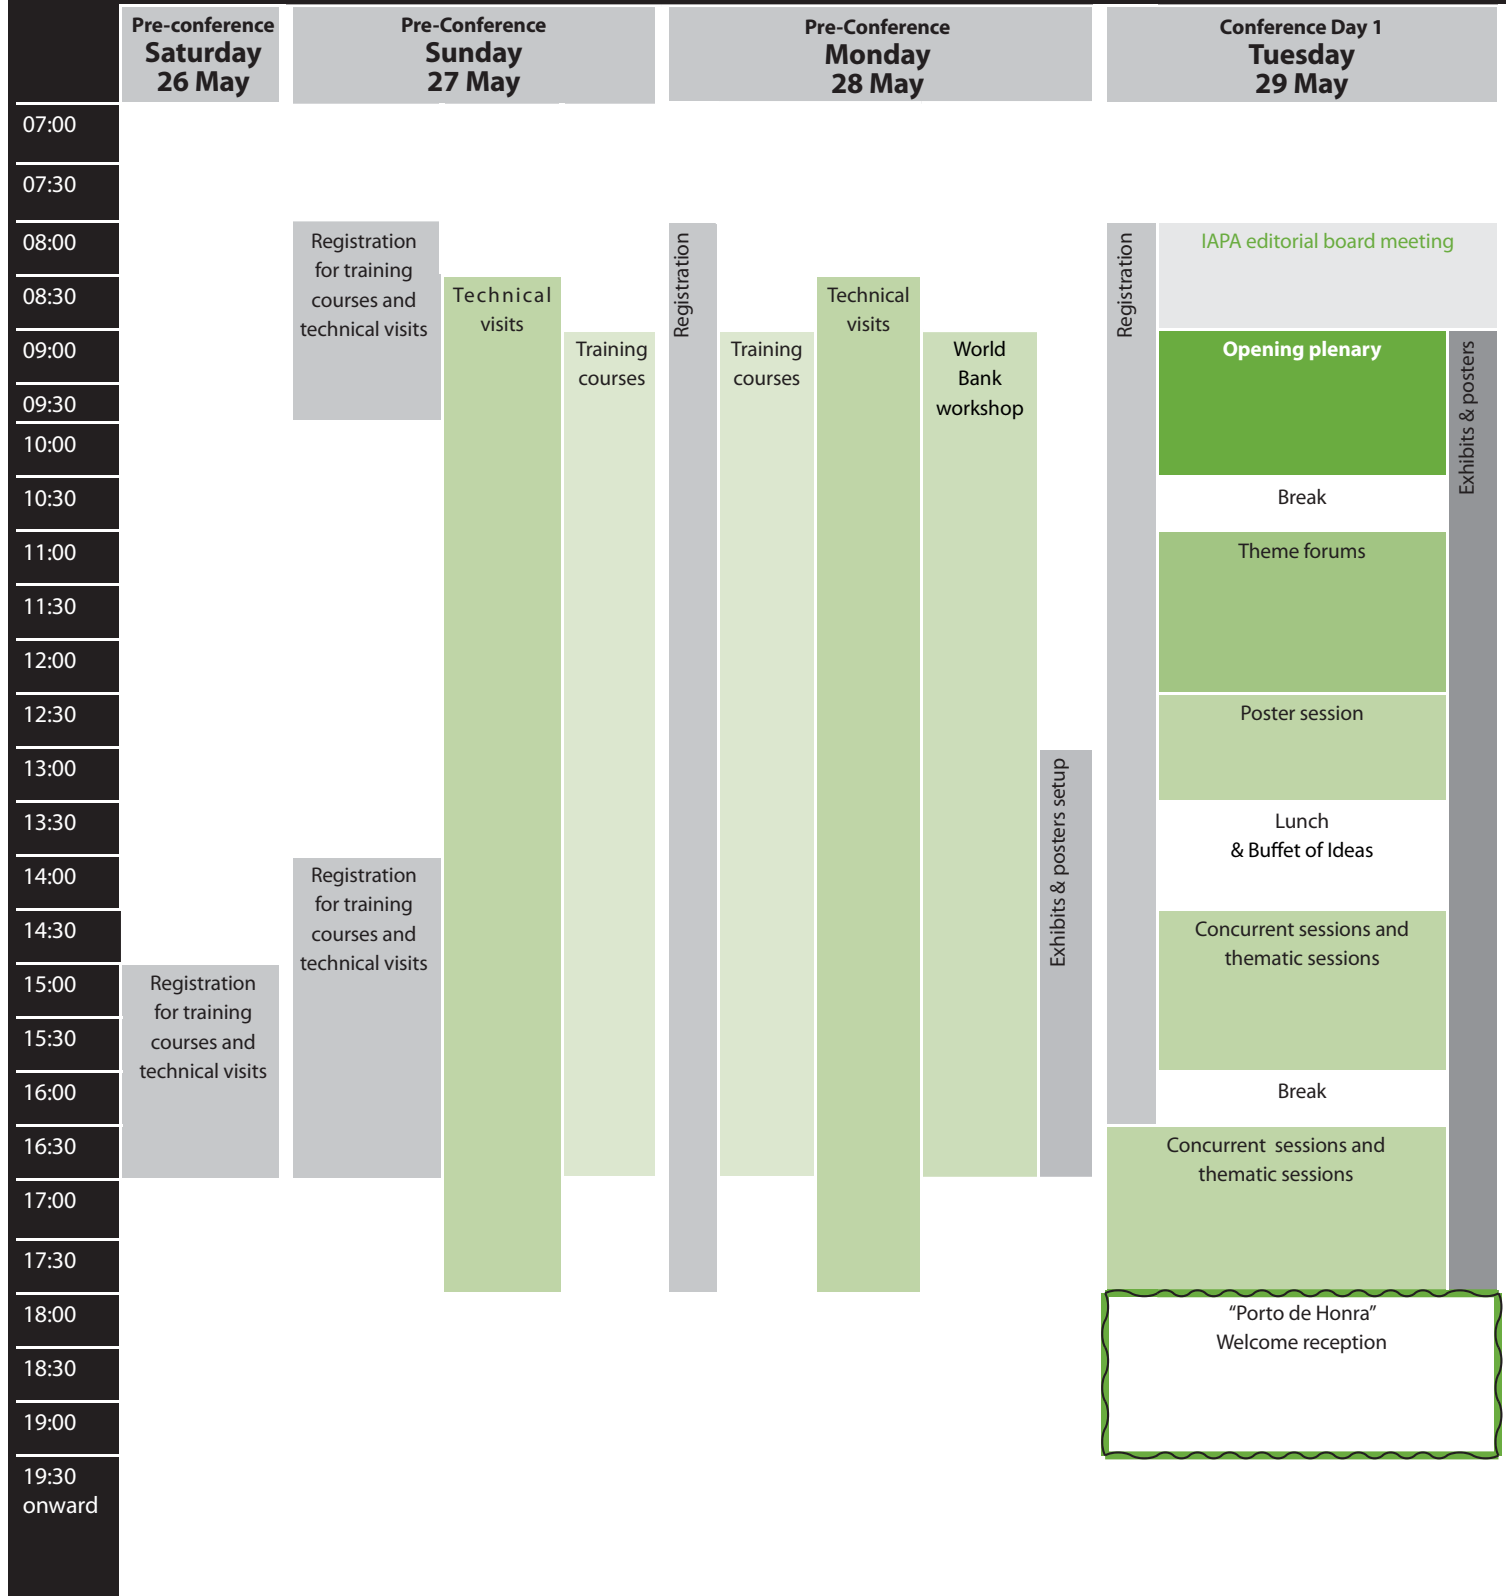 Pre-conference
Saturday
26 May
Pre-Conference
Sunday
27 May
Pre-Conference
Monday
28 May
Conference Day 1
Tuesday
29 May
07:00
07:30
08:00
08:30
09:00
09:30
10:00
10:30
11:00
11:30
12:00
12:30
13:00
13:30
14:00
14:30
15:00
15:30
16:00
16:30
17:00
17:30
18:00
18:30
19:00
19:30
onward
Registration
for training
courses and
technical visits
Registration
for training
courses and
technical visits
Registration
for training
courses and
technical visits
Technical
visits
Training
courses
Registration
Training
courses
Technical
visits
World
Bank
workshop
Exhibits & posters setup
Registration
IAPA editorial board meeting
Opening plenary
Break
Theme forums
Poster session
Lunch
& Buffet of Ideas
Concurrent sessions and
thematic sessions
Break
Concurrent sessions and
thematic sessions
Exhibits & posters
“Porto de Honra”
Welcome reception